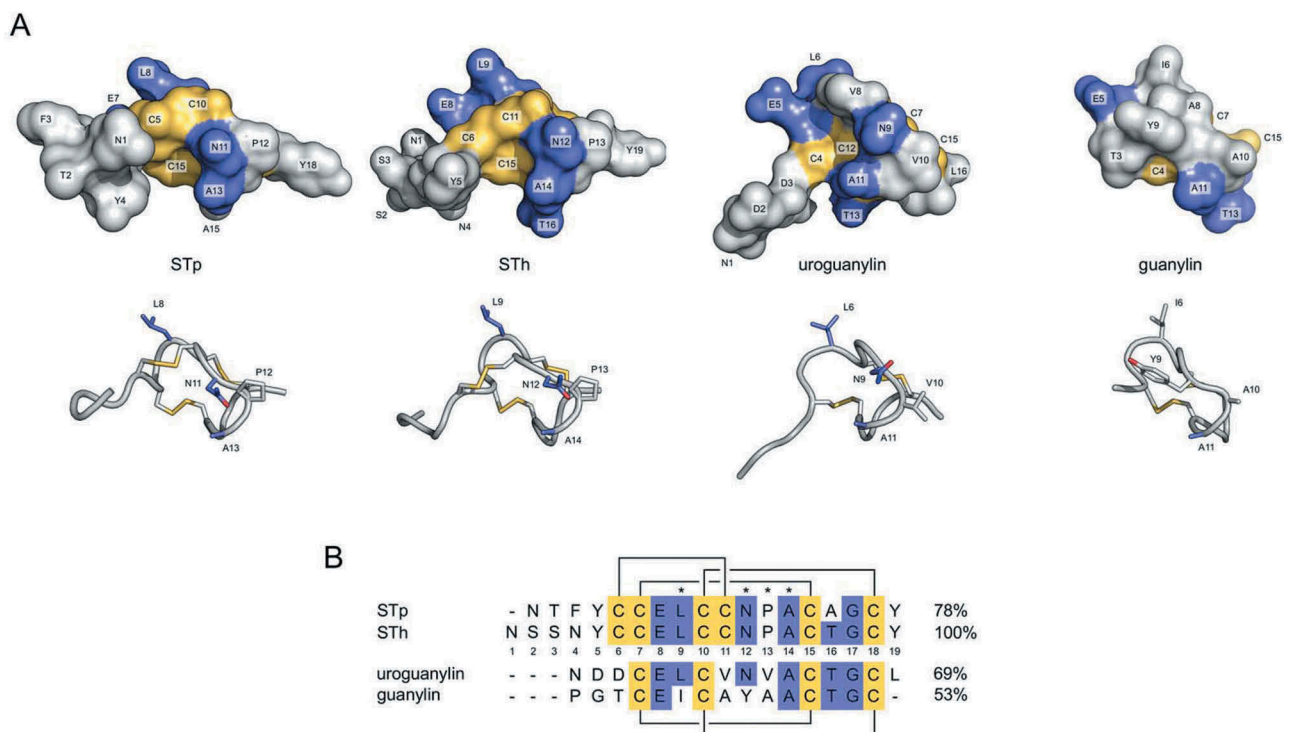 A
L8
E7
C10
C5
F3
N1
N11
P12
T2
C15
Y18
Y4
A13
A15
STp
L9
E8
C11
N1
C6
N12
P13
Y19
S3
Y5
C15
A14
S2
N4
T16
STh
L6
E5
V8
C7
N9
C15
C4
C12
V10
D3
A11
L16
D2
T13
N1
uroguanylin
I6
E5
A8
C7
Y9
C15
T3
A10
C4
A11
T13
guanylin
L8
P12
N11
A13
L9
P13
N12
A14
L6
N9
V10
A11
I6
Y9
A10
A11
B
* * * *
STp - N T F Y C C E L C C N P A C A G C Y 78%
STh N S S N Y C C E L C C N P A C T G C Y 100%
1 2 3 4 5 6 7 8 9 10 11 12 13 14 15 16 17 18 19
uroguanylin - - - N D D C E L C V N V A C T G C L 69%
guanylin - - - P G T C E I C A Y A A C T G C - 53%